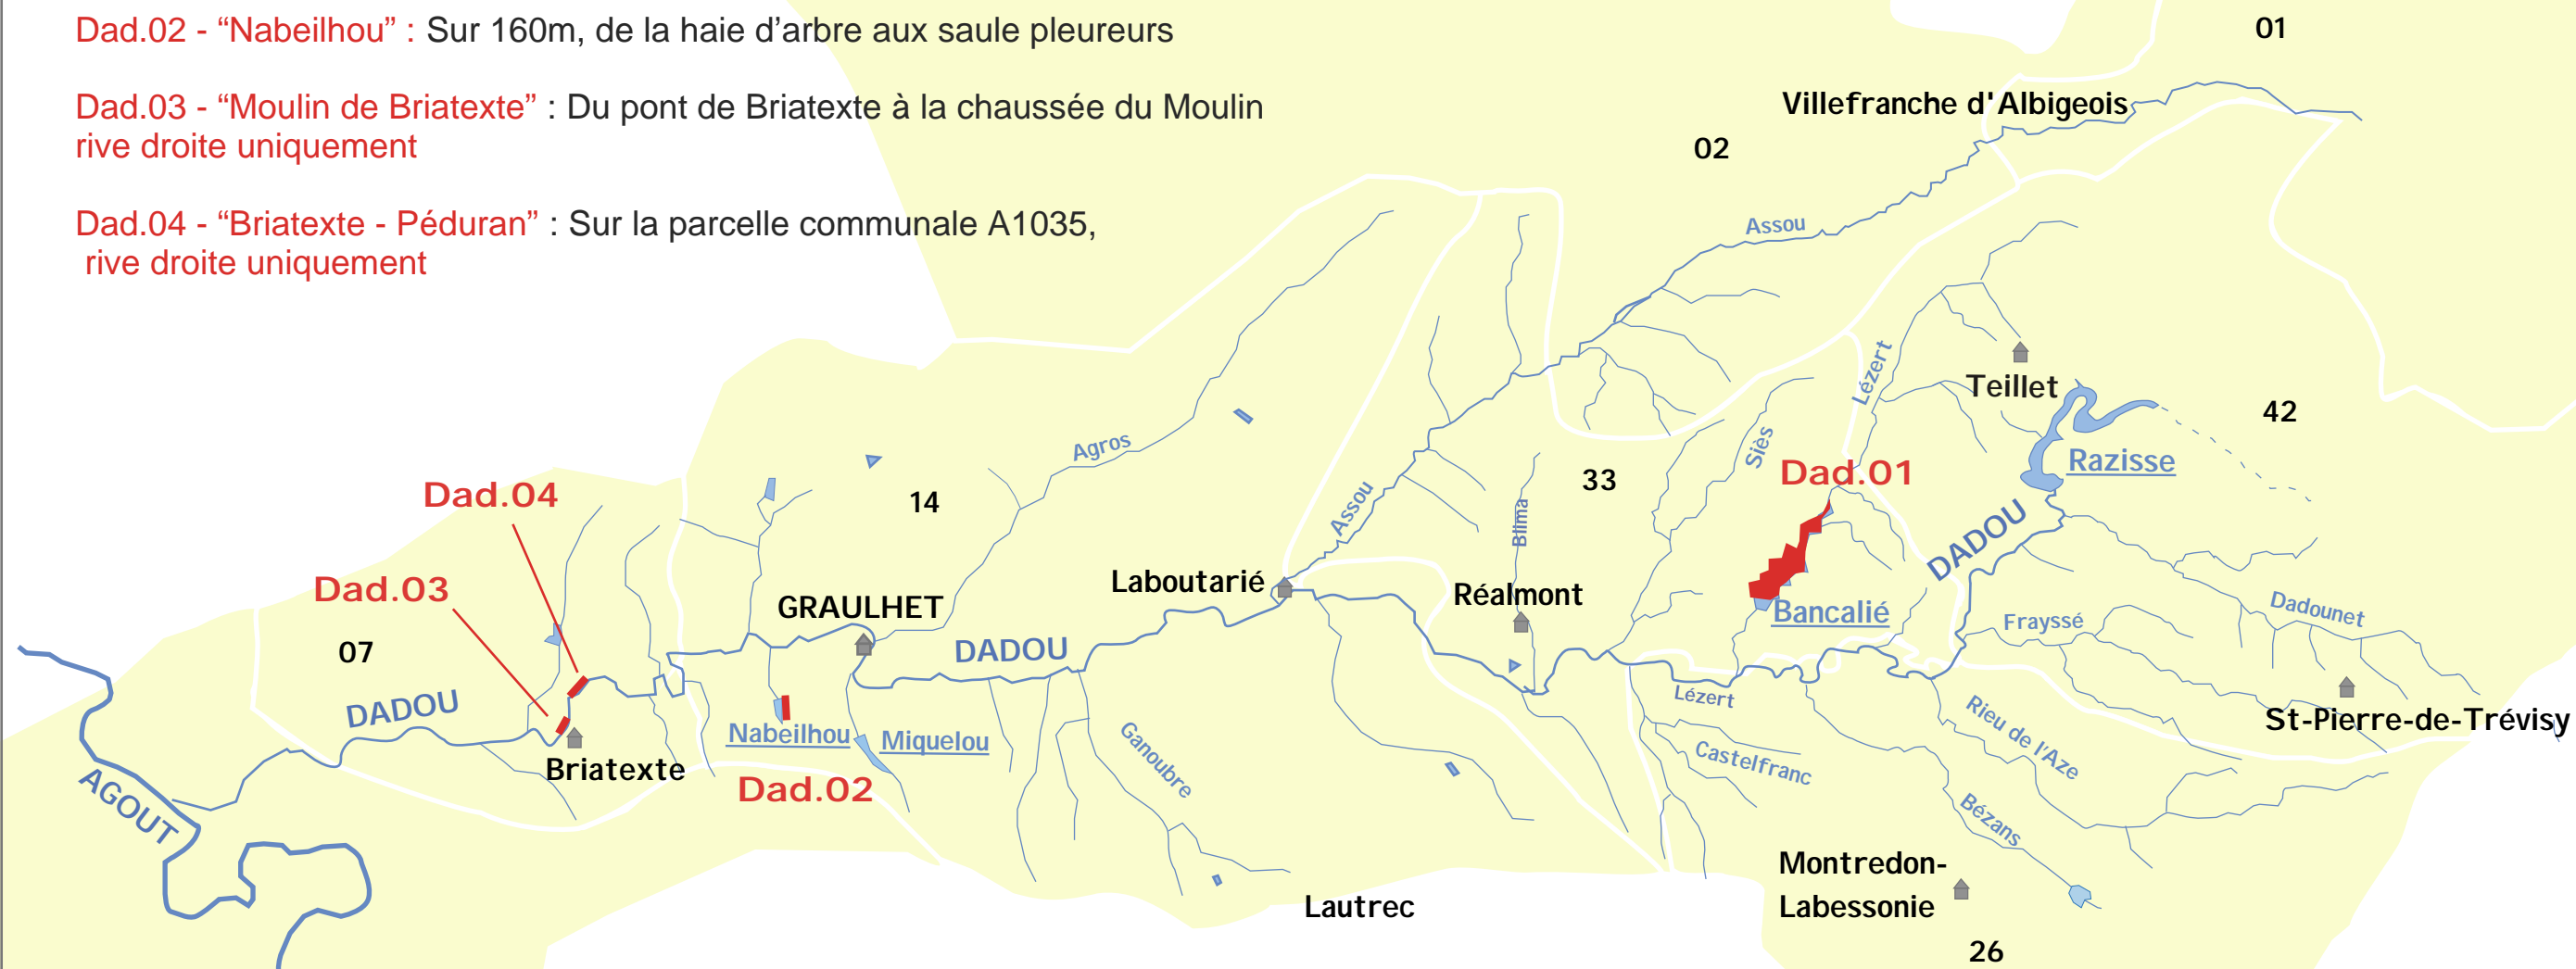 Dad.02 - “Nabeilhou” : Sur 160m, de la haie d’arbre aux saule pleureurs
Dad.03 - “Moulin de Briatexte” : Du pont de Briatexte à la chaussée du Moulin
rive droite uniquement
Dad.04 - “Briatexte - Péduran” : Sur la parcelle communale A1035,
rive droite uniquement
01
Villefranche d'Albigeois
02
Assou
Lézert
Teillet
42
Agros
Siès
Razisse
Dad.01
33
Dad.04
14
Assou
Blima
DADOU
Dad.03
Laboutarié
Réalmont
GRAULHET
Bancalié
Dadounet
Frayssé
07
DADOU
DADOU
Lézert
St-Pierre-de-Trévisy
Nabeilhou
Miquelou
Rieu de l'Aze
Ganoubre
Castelfranc
Briatexte
Dad.02
AGOUT
Bézans
Montredon-
Labessonie
Lautrec
26